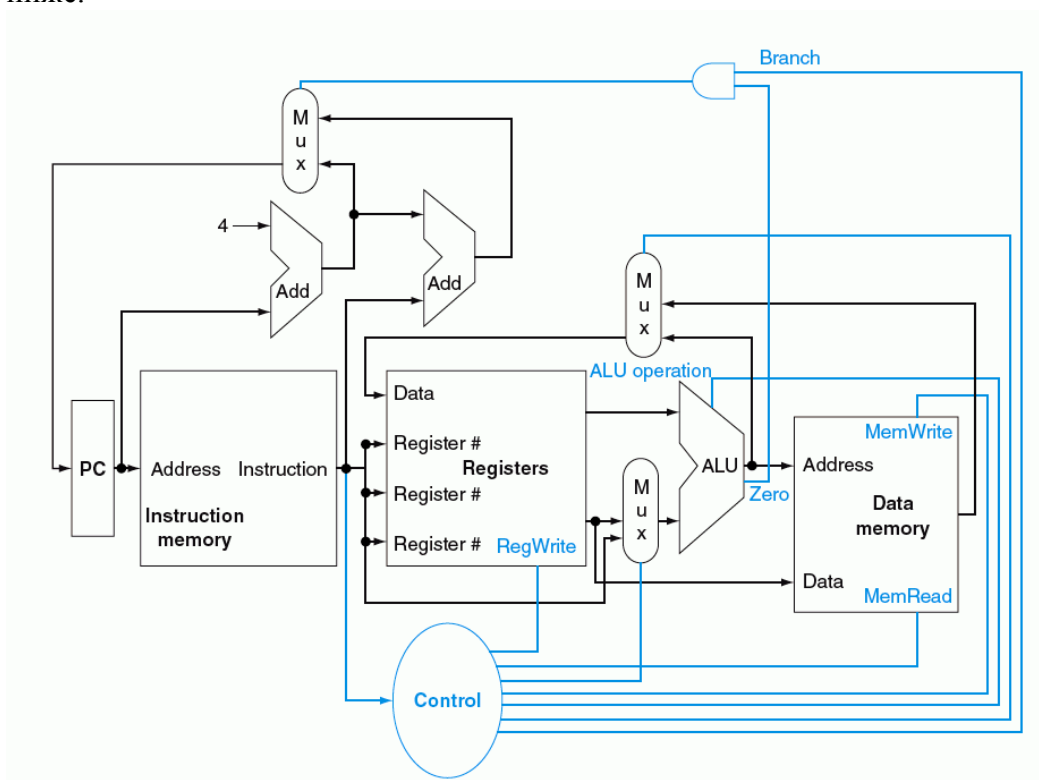 ниже.
Branch
M
u
x
4
Add
Add
M
u
x
ALU operation
Data
MemWrite
PC
Address
Instruction
Register #
Registers
ALU
Address
M
u
x
Zero
Register #
Data
memory
Instruction
memory
Register #
RegWrite
Data
MemRead
Control